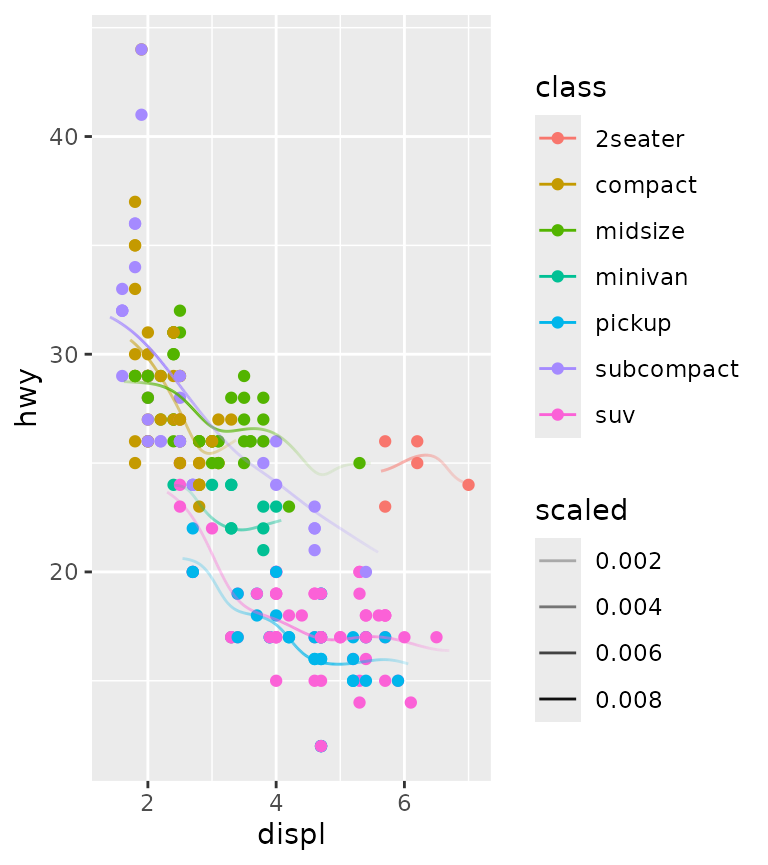 class
2seater
compact
midsize
minivan
pickup
subcompact
suv
scaled
0.002
0.004
0.006
0.008
hwy
40
30
20
2 4 6
displ